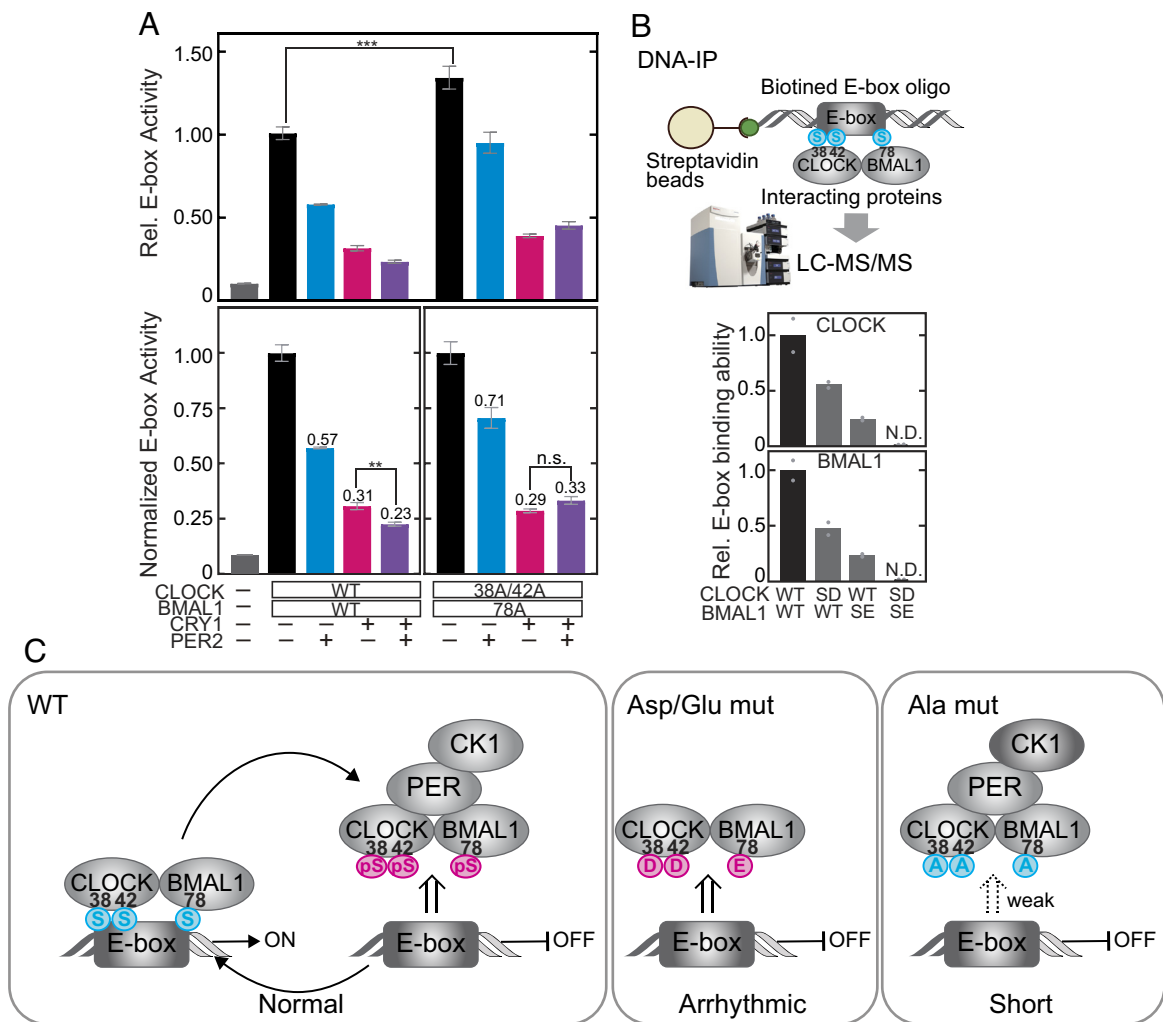 A
Rel. E-box Activity
1.50
1.00
0.50
0
***
Normalized E-box Activity
1.00
0.75
0.50
0.25
0
0.57
0.31
**
0.23
0.71
0.29
n.s.
0.33
CLOCK – WT 38A/42A
BMAL1 – WT 78A
CRY1 – – – + + – – + +
PER2 – – + – + – + – +
B
DNA-IP
Biotined E-box oligo
E-box
S S S
38 42 78
CLOCK BMAL1
Streptavidin
beads
Interacting proteins
LC-MS/MS
Rel. E-box binding ability
CLOCK
1.0
0.5
0
N.D.
BMAL1
1.0
0.5
0
N.D.
CLOCK WT SD WT SD
BMAL1 WT WT SE SE
C
WT
CLOCK BMAL1
38 42 78
S S S
E-box
ON
CK1
PER
CLOCK BMAL1
38 42 78
pS pS pS
E-box
OFF
Normal
Asp/Glu mut
CLOCK BMAL1
38 42 78
D D E
E-box
OFF
Arrhythmic
Ala mut
CK1
PER
CLOCK BMAL1
38 42 78
A A A
weak
E-box
OFF
Short